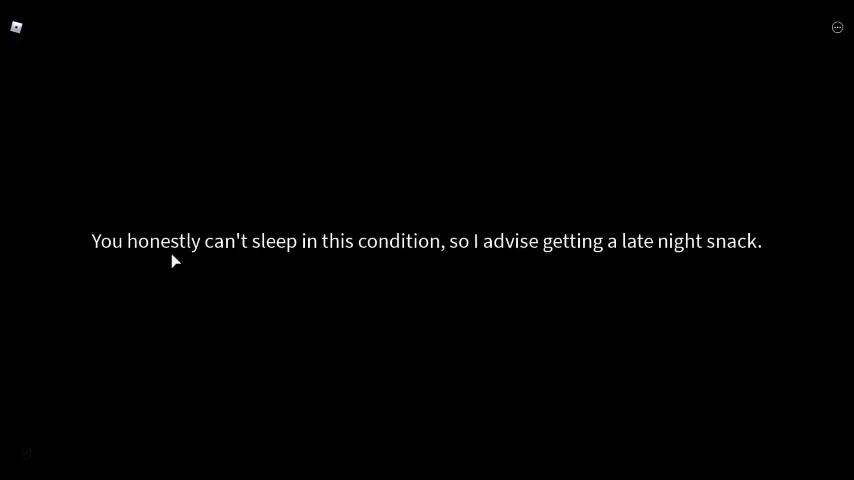 You honestly can't sleep in this condition, so I advise getting a late night snack.